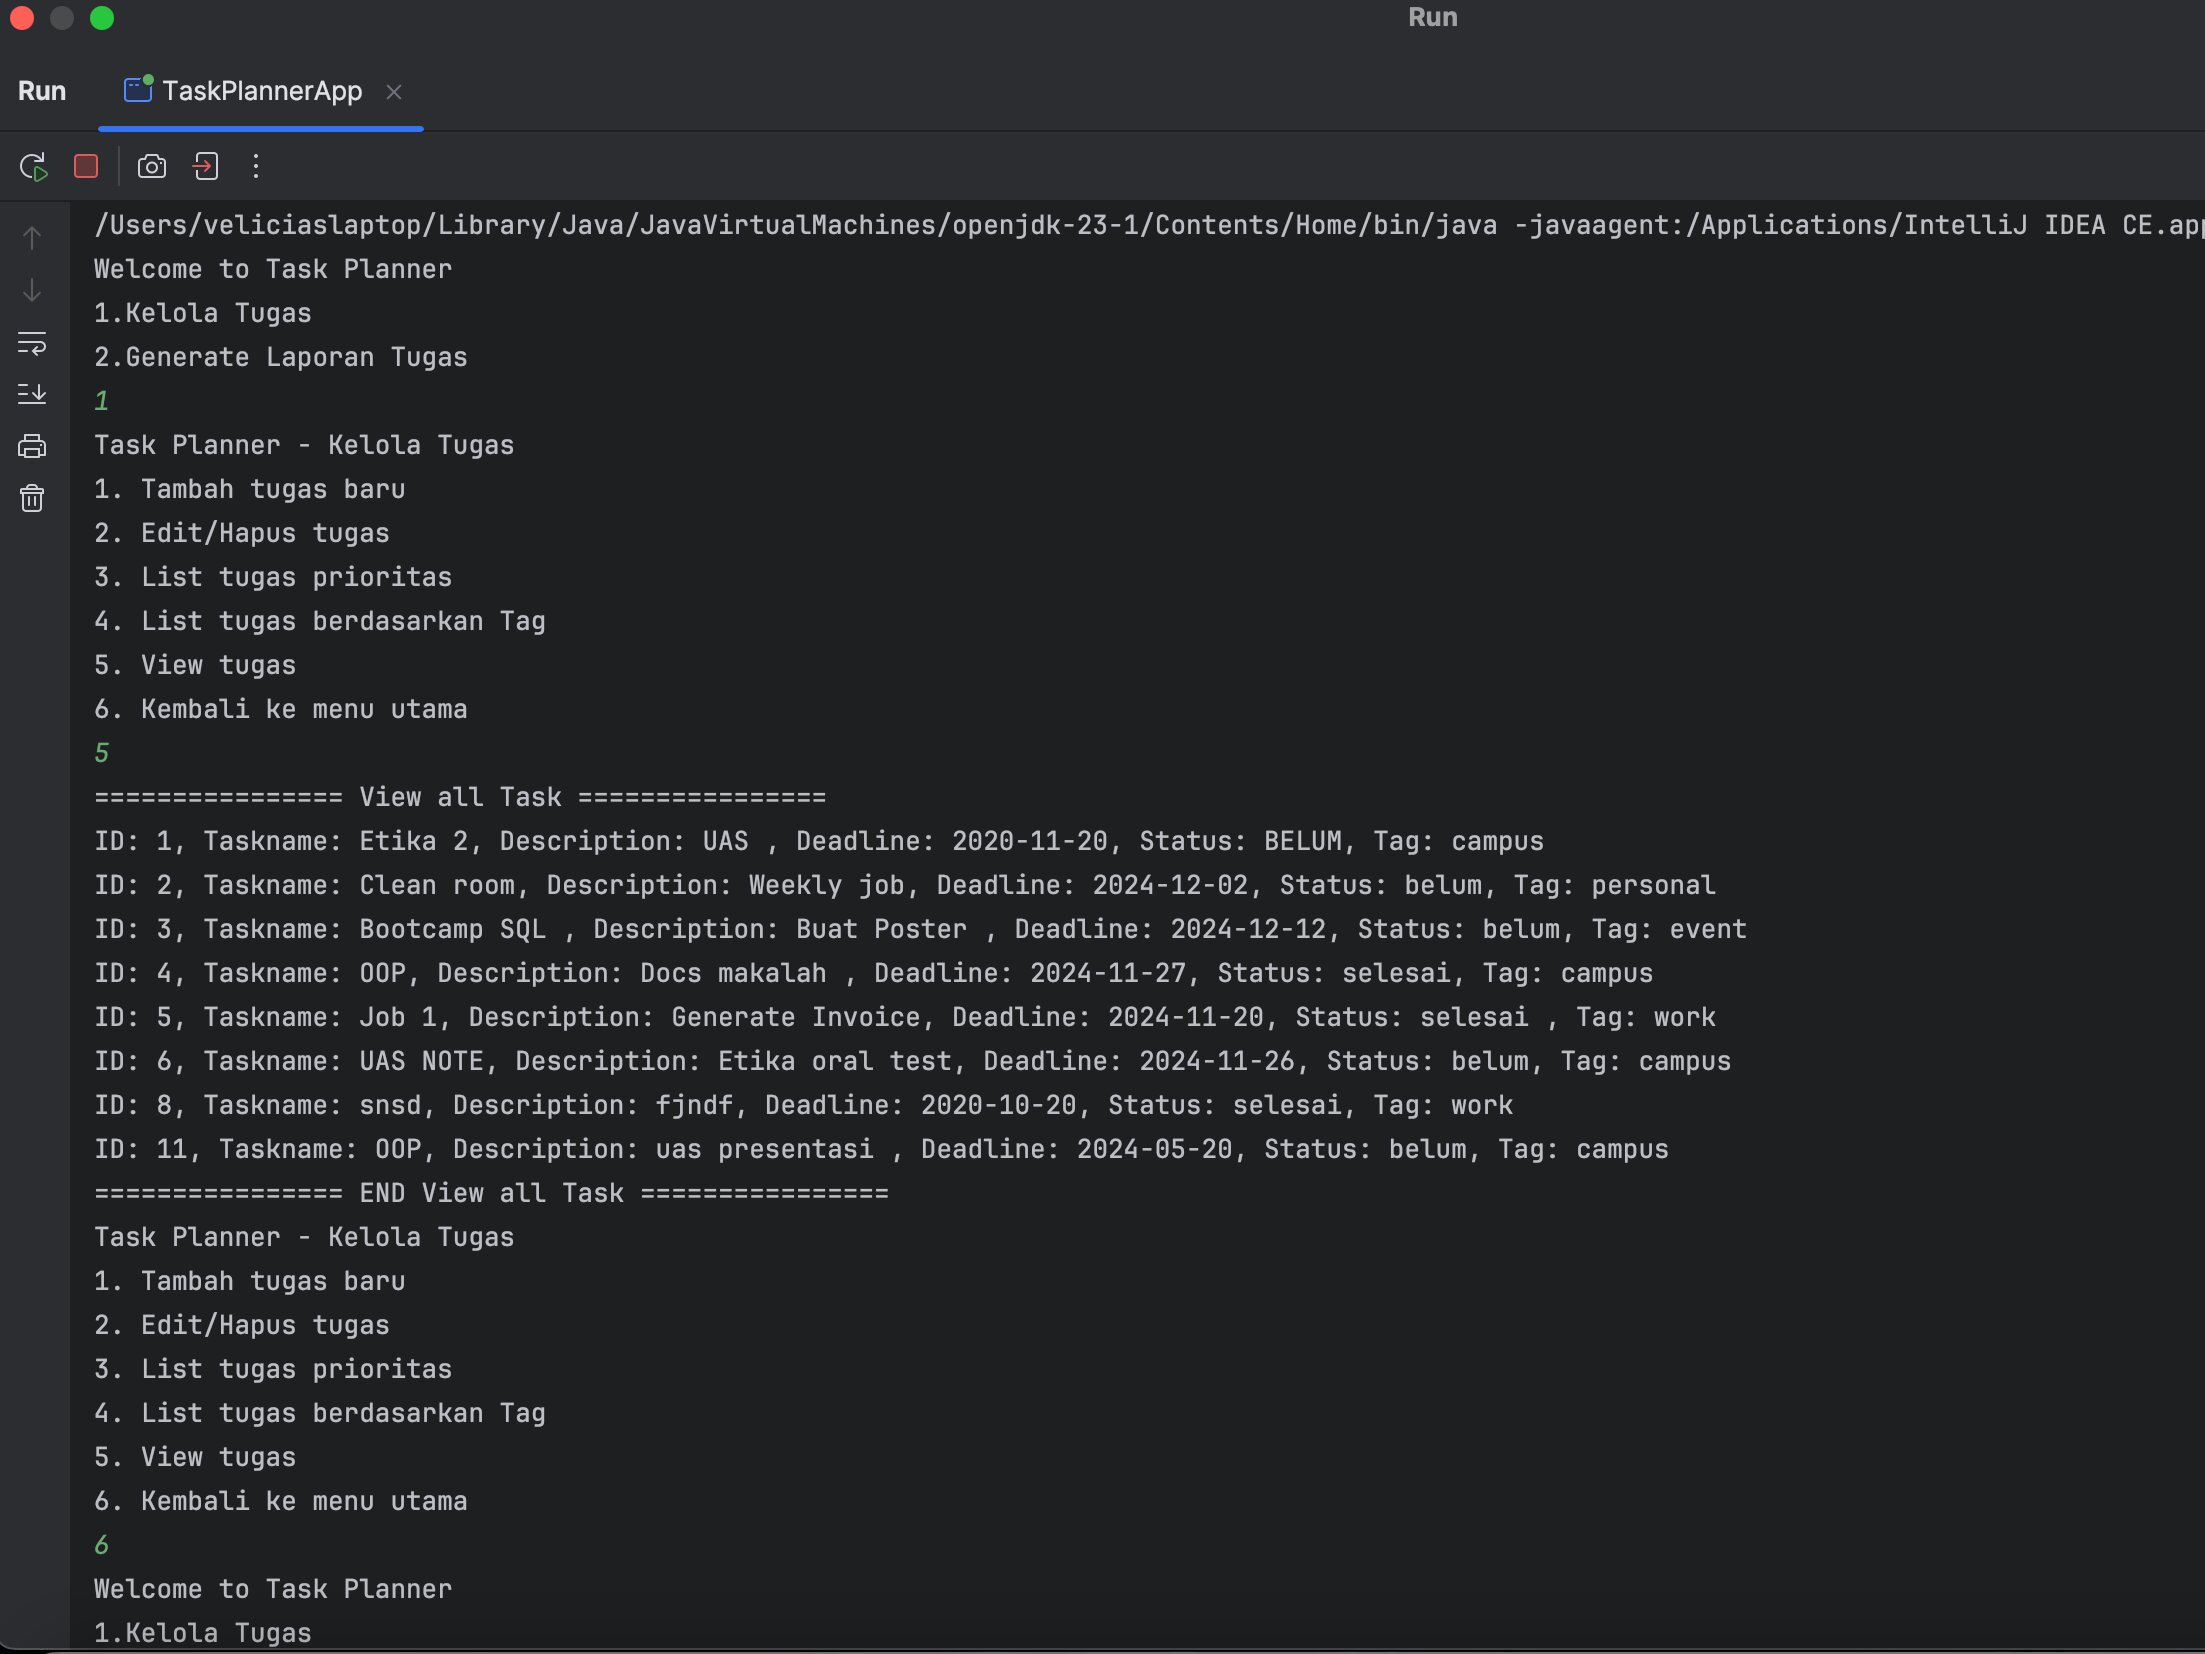 Run
Run TaskPlannerApp
/Users/veliciaslaptop/Library/Java/JavaVirtualMachines/openjdk-23-1/Contents/Home/bin/java -javaagent:/Applications/IntelliJ IDEA CE.ap
Welcome to Task Planner
1.Kelola Tugas
2.Generate Laporan Tugas
1
Task Planner - Kelola Tugas
1. Tambah tugas baru
2. Edit/Hapus tugas
3. List tugas prioritas
4. List tugas berdasarkan Tag
5. View tugas
6. Kembali ke menu utama
5
================ View all Task ================
ID: 1, Taskname: Etika 2, Description: UAS , Deadline: 2020-11-20, Status: BELUM, Tag: campus
ID: 2, Taskname: Clean room, Description: Weekly job, Deadline: 2024-12-02, Status: belum, Tag: personal
ID: 3, Taskname: Bootcamp SQL , Description: Buat Poster , Deadline: 2024-12-12, Status: belum, Tag: event
ID: 4, Taskname: OOP, Description: Docs makalah , Deadline: 2024-11-27, Status: selesai, Tag: campus
ID: 5, Taskname: Job 1, Description: Generate Invoice, Deadline: 2024-11-20, Status: selesai , Tag: work
ID: 6, Taskname: UAS NOTE, Description: Etika oral test, Deadline: 2024-11-26, Status: belum, Tag: campus
ID: 8, Taskname: snsd, Description: fjndf, Deadline: 2020-10-20, Status: selesai, Tag: work
ID: 11, Taskname: OOP, Description: uas presentasi , Deadline: 2024-05-20, Status: belum, Tag: campus
================ END View all Task ================
Task Planner - Kelola Tugas
1. Tambah tugas baru
2. Edit/Hapus tugas
3. List tugas prioritas
4. List tugas berdasarkan Tag
5. View tugas
6. Kembali ke menu utama
6
Welcome to Task Planner
1.Kelola Tugas